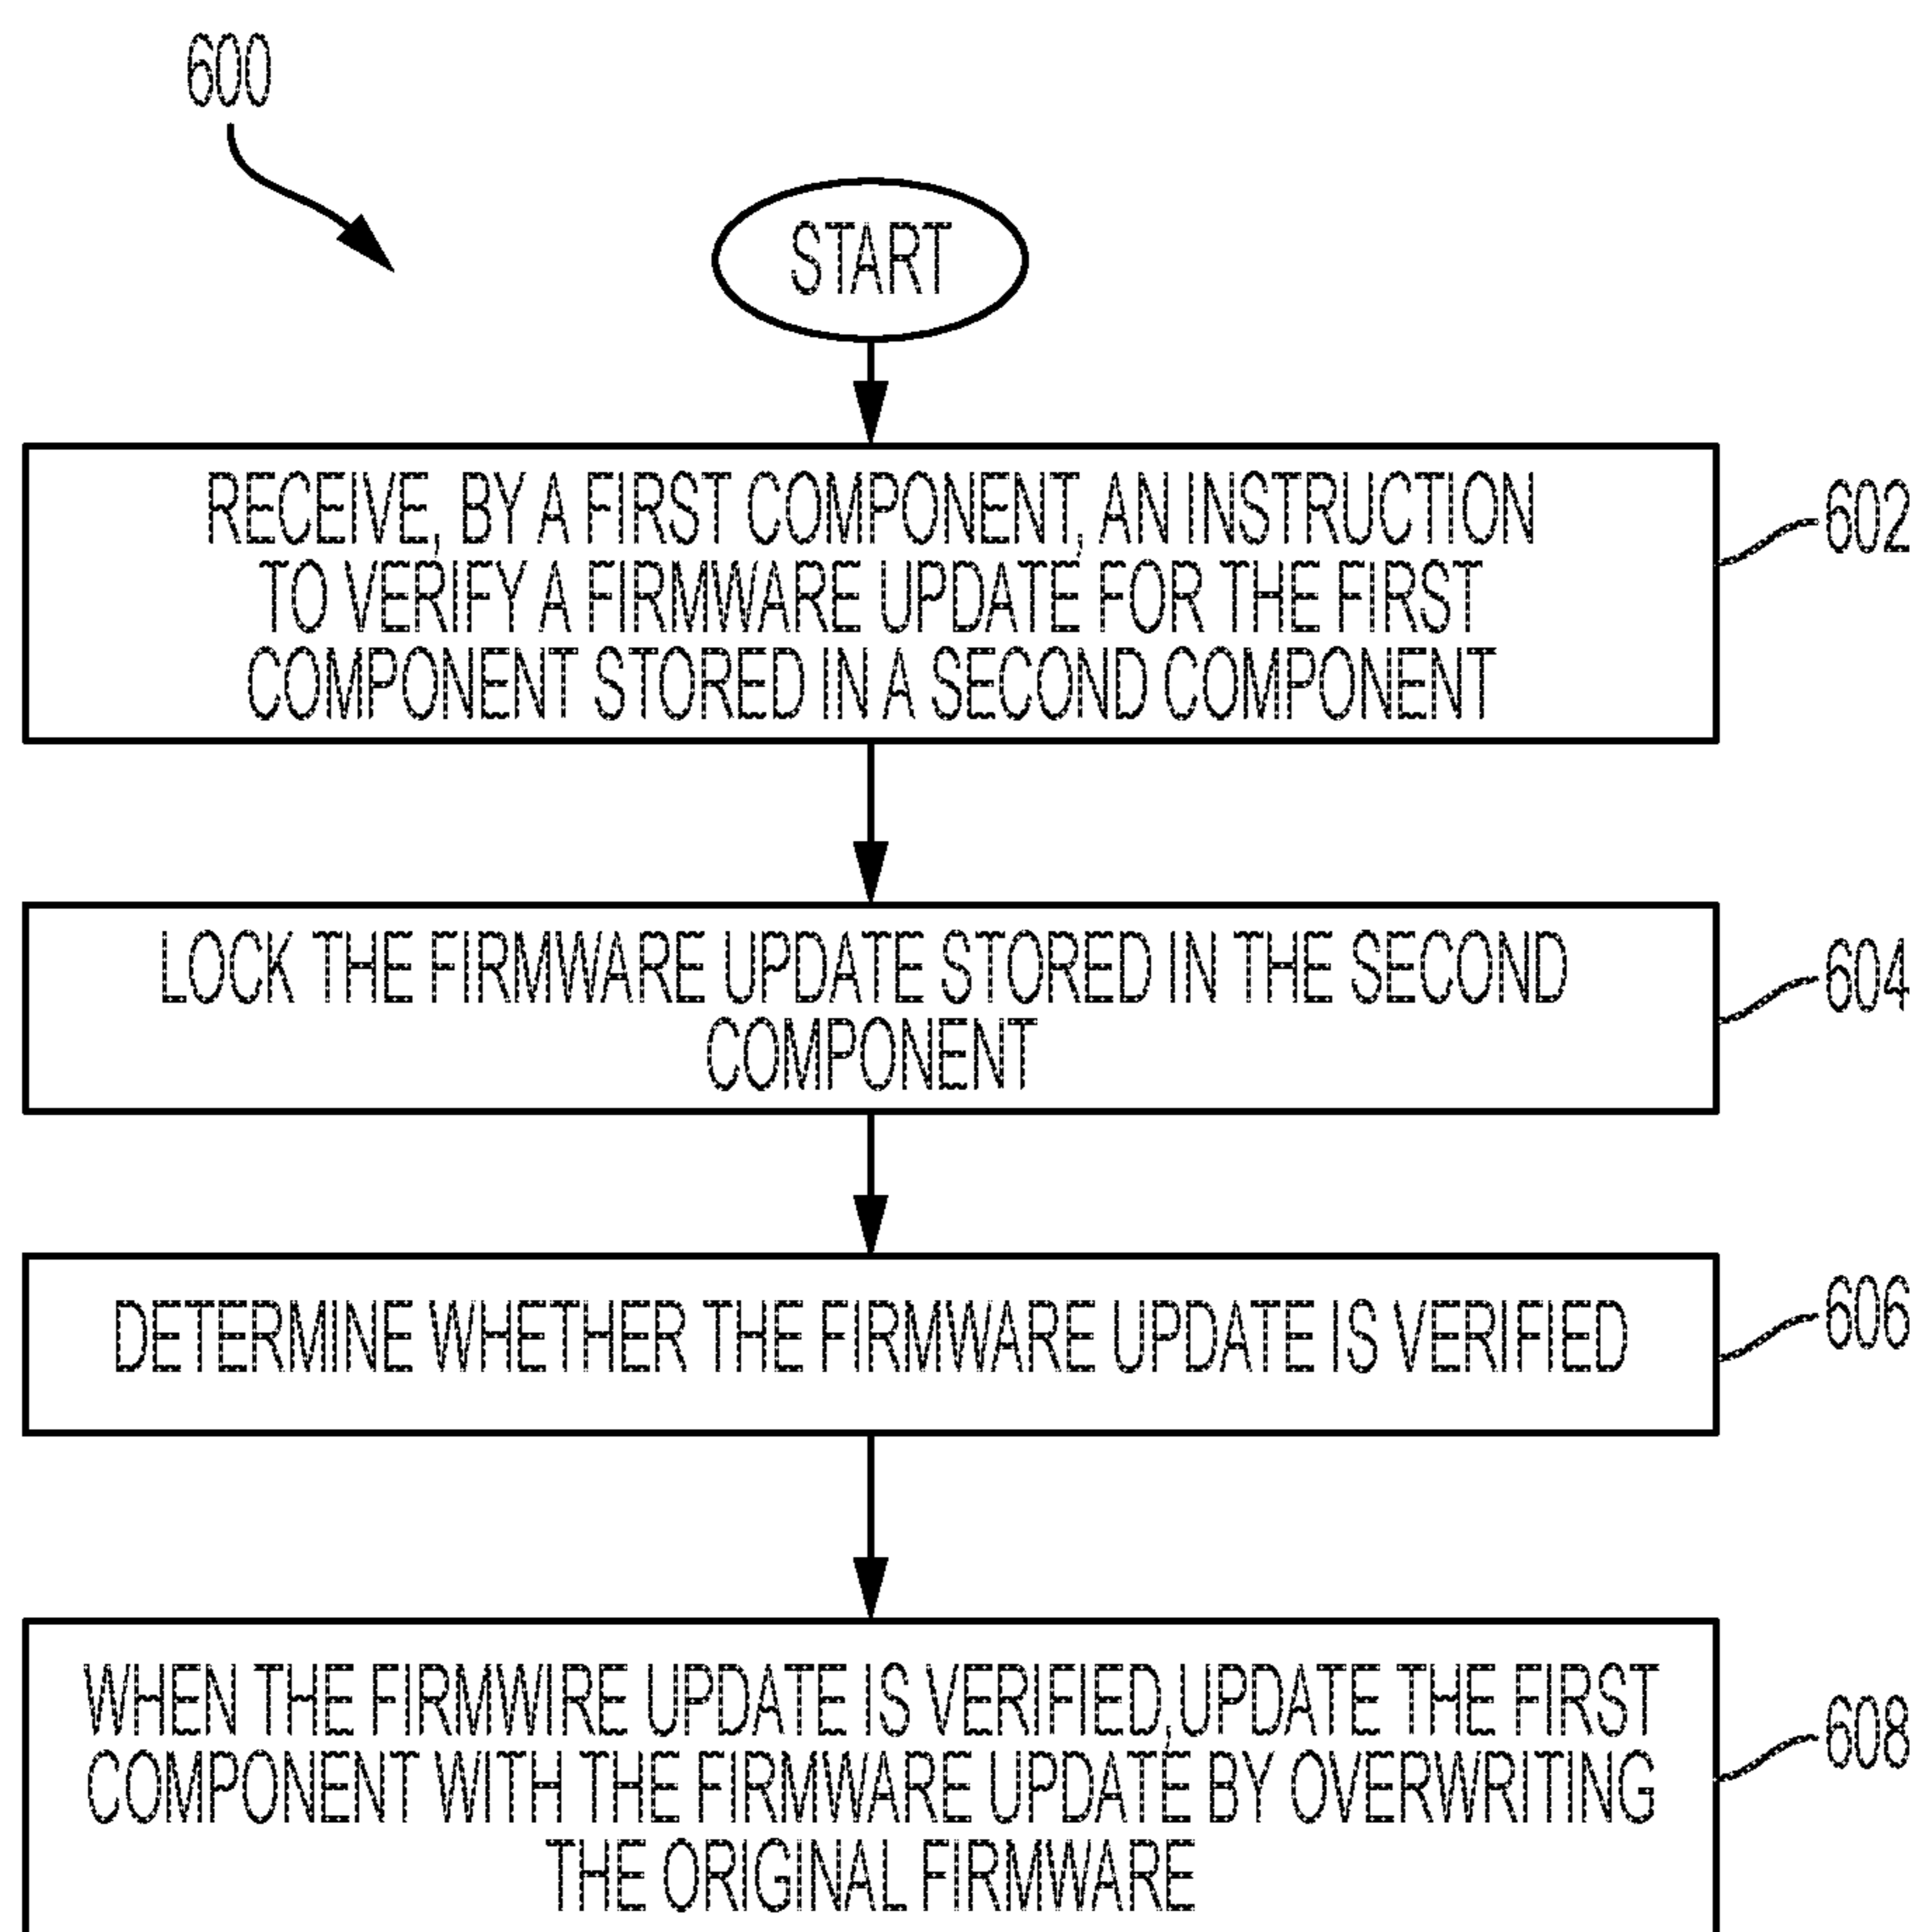 600
START
RECEIVE, BY A FIRST COMPONENT, AN INSTRUCTION
TO VERIFY A FIRMWARE UPDATE FOR THE FIRST
COMPONENT STORED IN A SECOND COMPONENT
602
LOCK THE FIRMWARE UPDATE STORED IN THE SECOND
COMPONENT
604
DETERMINE WHETHER THE FIRMWARE UPDATE IS VERIFIED
606
WHEN THE FIRMWIRE UPDATE IS VERIFIED,UPDATE THE FIRST
COMPONENT WITH THE FIRMWARE UPDATE BY OVERWRITING
THE ORIGINAL FIRMWARE
608